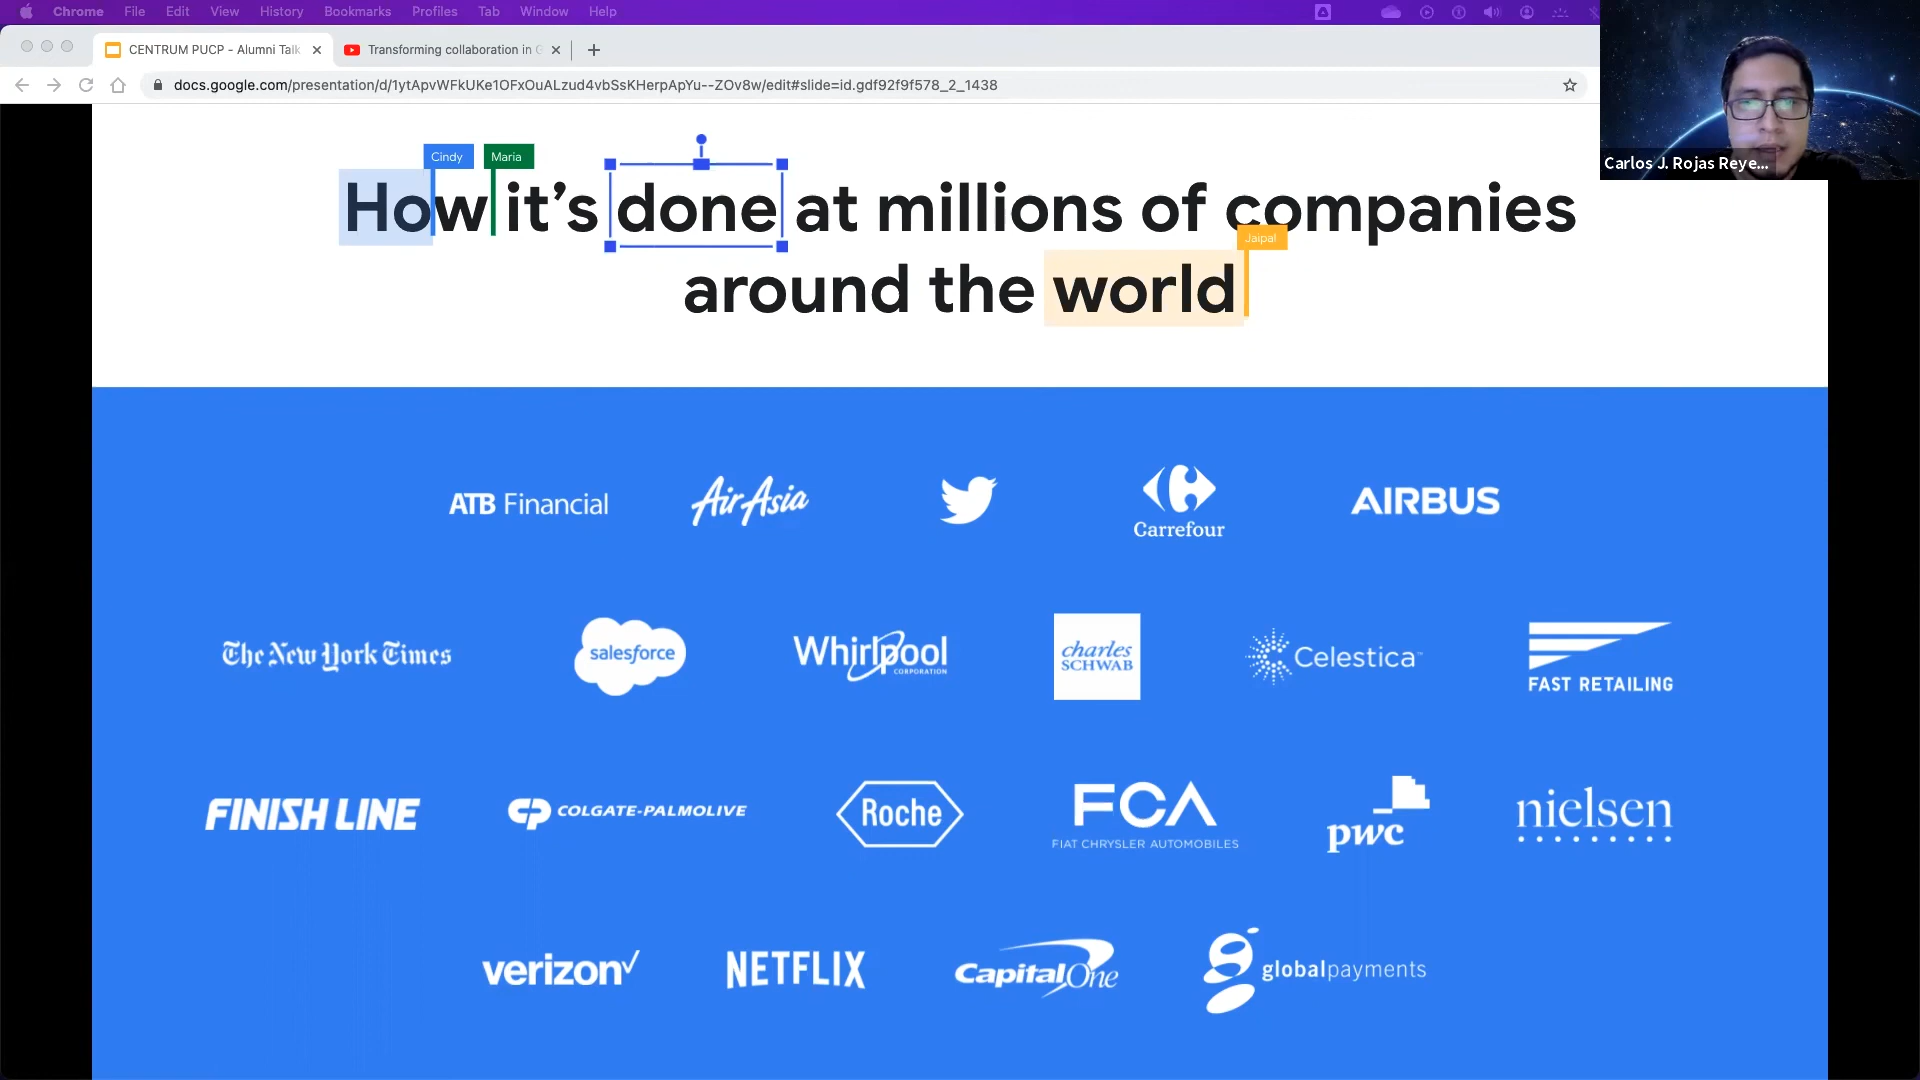 Chrome File Edit View History Bookmarks Profiles Tab Window Help
CENTRUM PUCP - Alumni Talk
Transforming collaboration in
docs.google.com/presentation/d/1ytApvWFkUKe1OFxOuALzud4vbSsKHerpApYu--ZOv8w/edit#slide=id.gdf92f9f578_2_1438
Carlos J. Rojas Reye...
Cindy Maria
How it’s done at millions of companies
Jaipal
around the world
ATB Financial AirAsia Carrefour AIRBUS
The New York Times salesforce Whirlpool CORPORATION charles SCHWAB Celestica™ FAST RETAILING
FINISH LINE COLGATE-PALMOLIVE Roche FCA FIAT CHRYSLER AUTOMOBILES pwc nielsen
verizon NETFLIX Capital One globalpayments